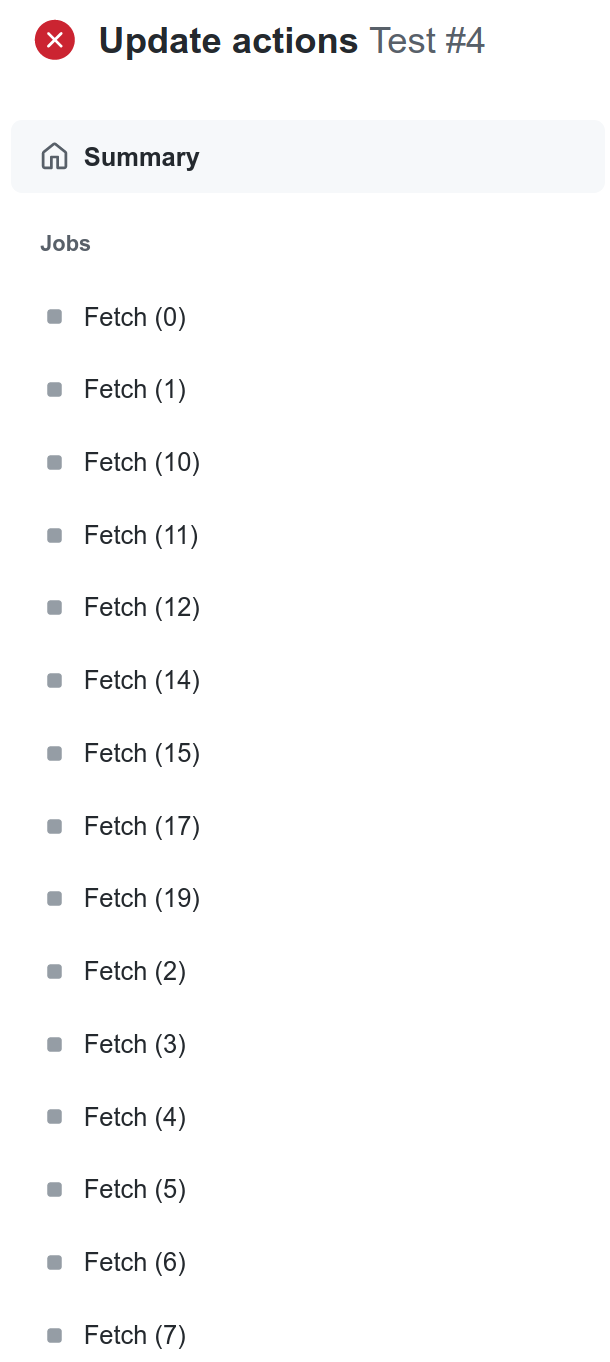 Update actions Test #4
Summary
Jobs
Fetch (0)
Fetch (1)
Fetch (10)
Fetch (11)
Fetch (12)
Fetch (14)
Fetch (15)
Fetch (17)
Fetch (19)
Fetch (2)
Fetch (3)
Fetch (4)
Fetch (5)
Fetch (6)
Fetch (7)